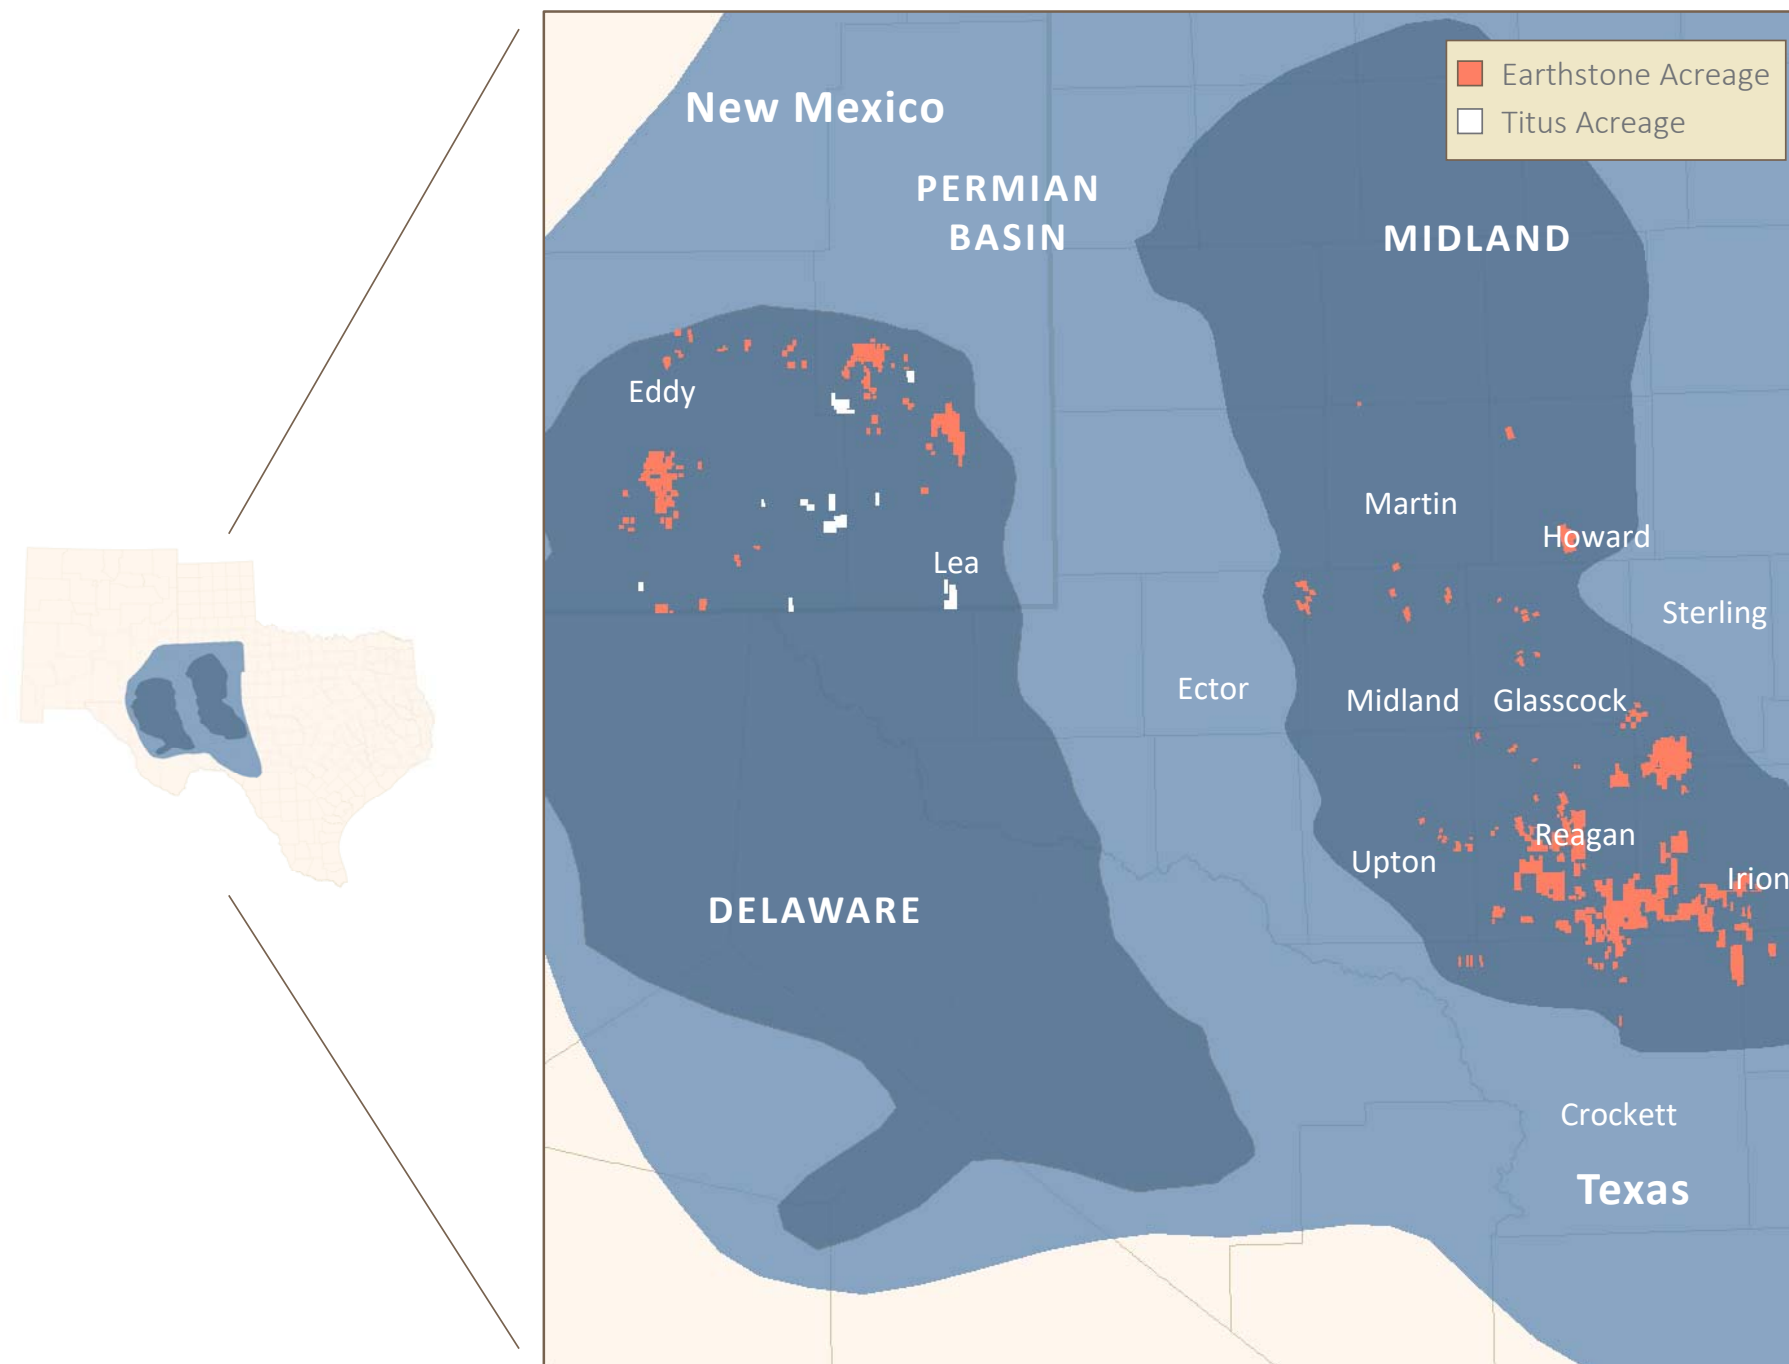 Earthstone Acreage
Titus Acreage
New Mexico
PERMIAN
BASIN
MIDLAND
Eddy
Martin
Howard
Lea
Sterling
Ector
Midland
Glasscock
Reagan
Upton
Irion
DELAWARE
Crockett
Texas